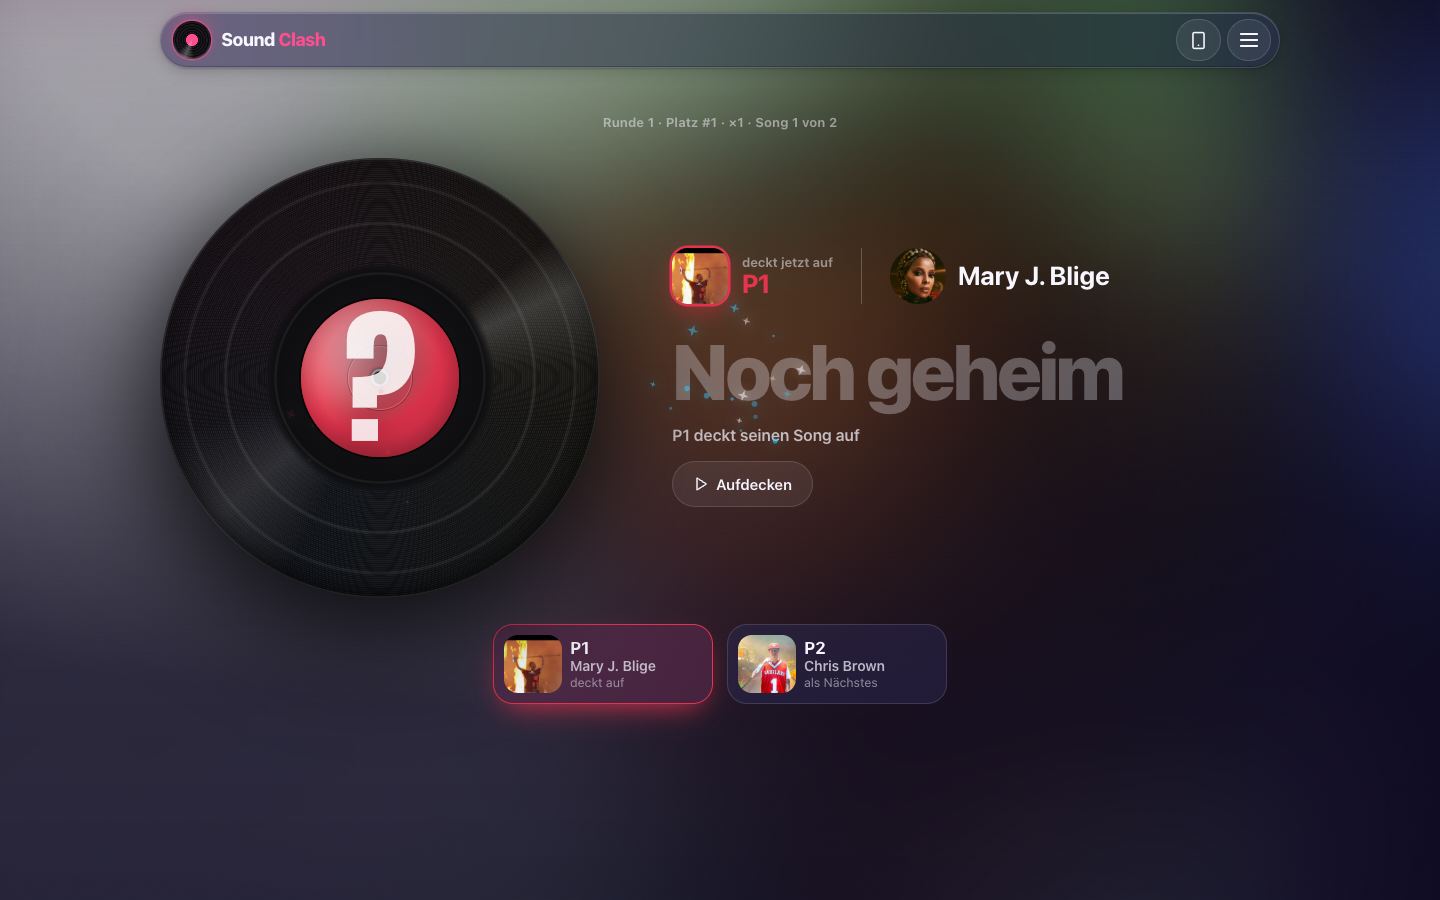 Sound Clash
Runde 1 · Platz #1 · ×1 · Song 1 von 2
?
deckt jetzt auf
P1
Mary J. Blige
Noch geheim
P1 deckt seinen Song auf
Aufdecken
P1
Mary J. Blige
deckt auf
P2
Chris Brown
als Nächstes